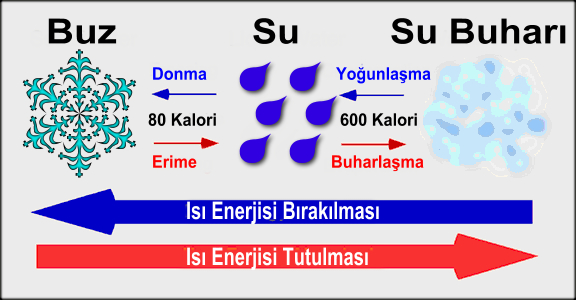 Buz
Su
Su Buharı
Donma
Yoğunlaşma
80 Kalori
600 Kalori
Erime
Buharlaşma
Isı Enerjisi Bırakılması
Isı Enerjisi Tutulması